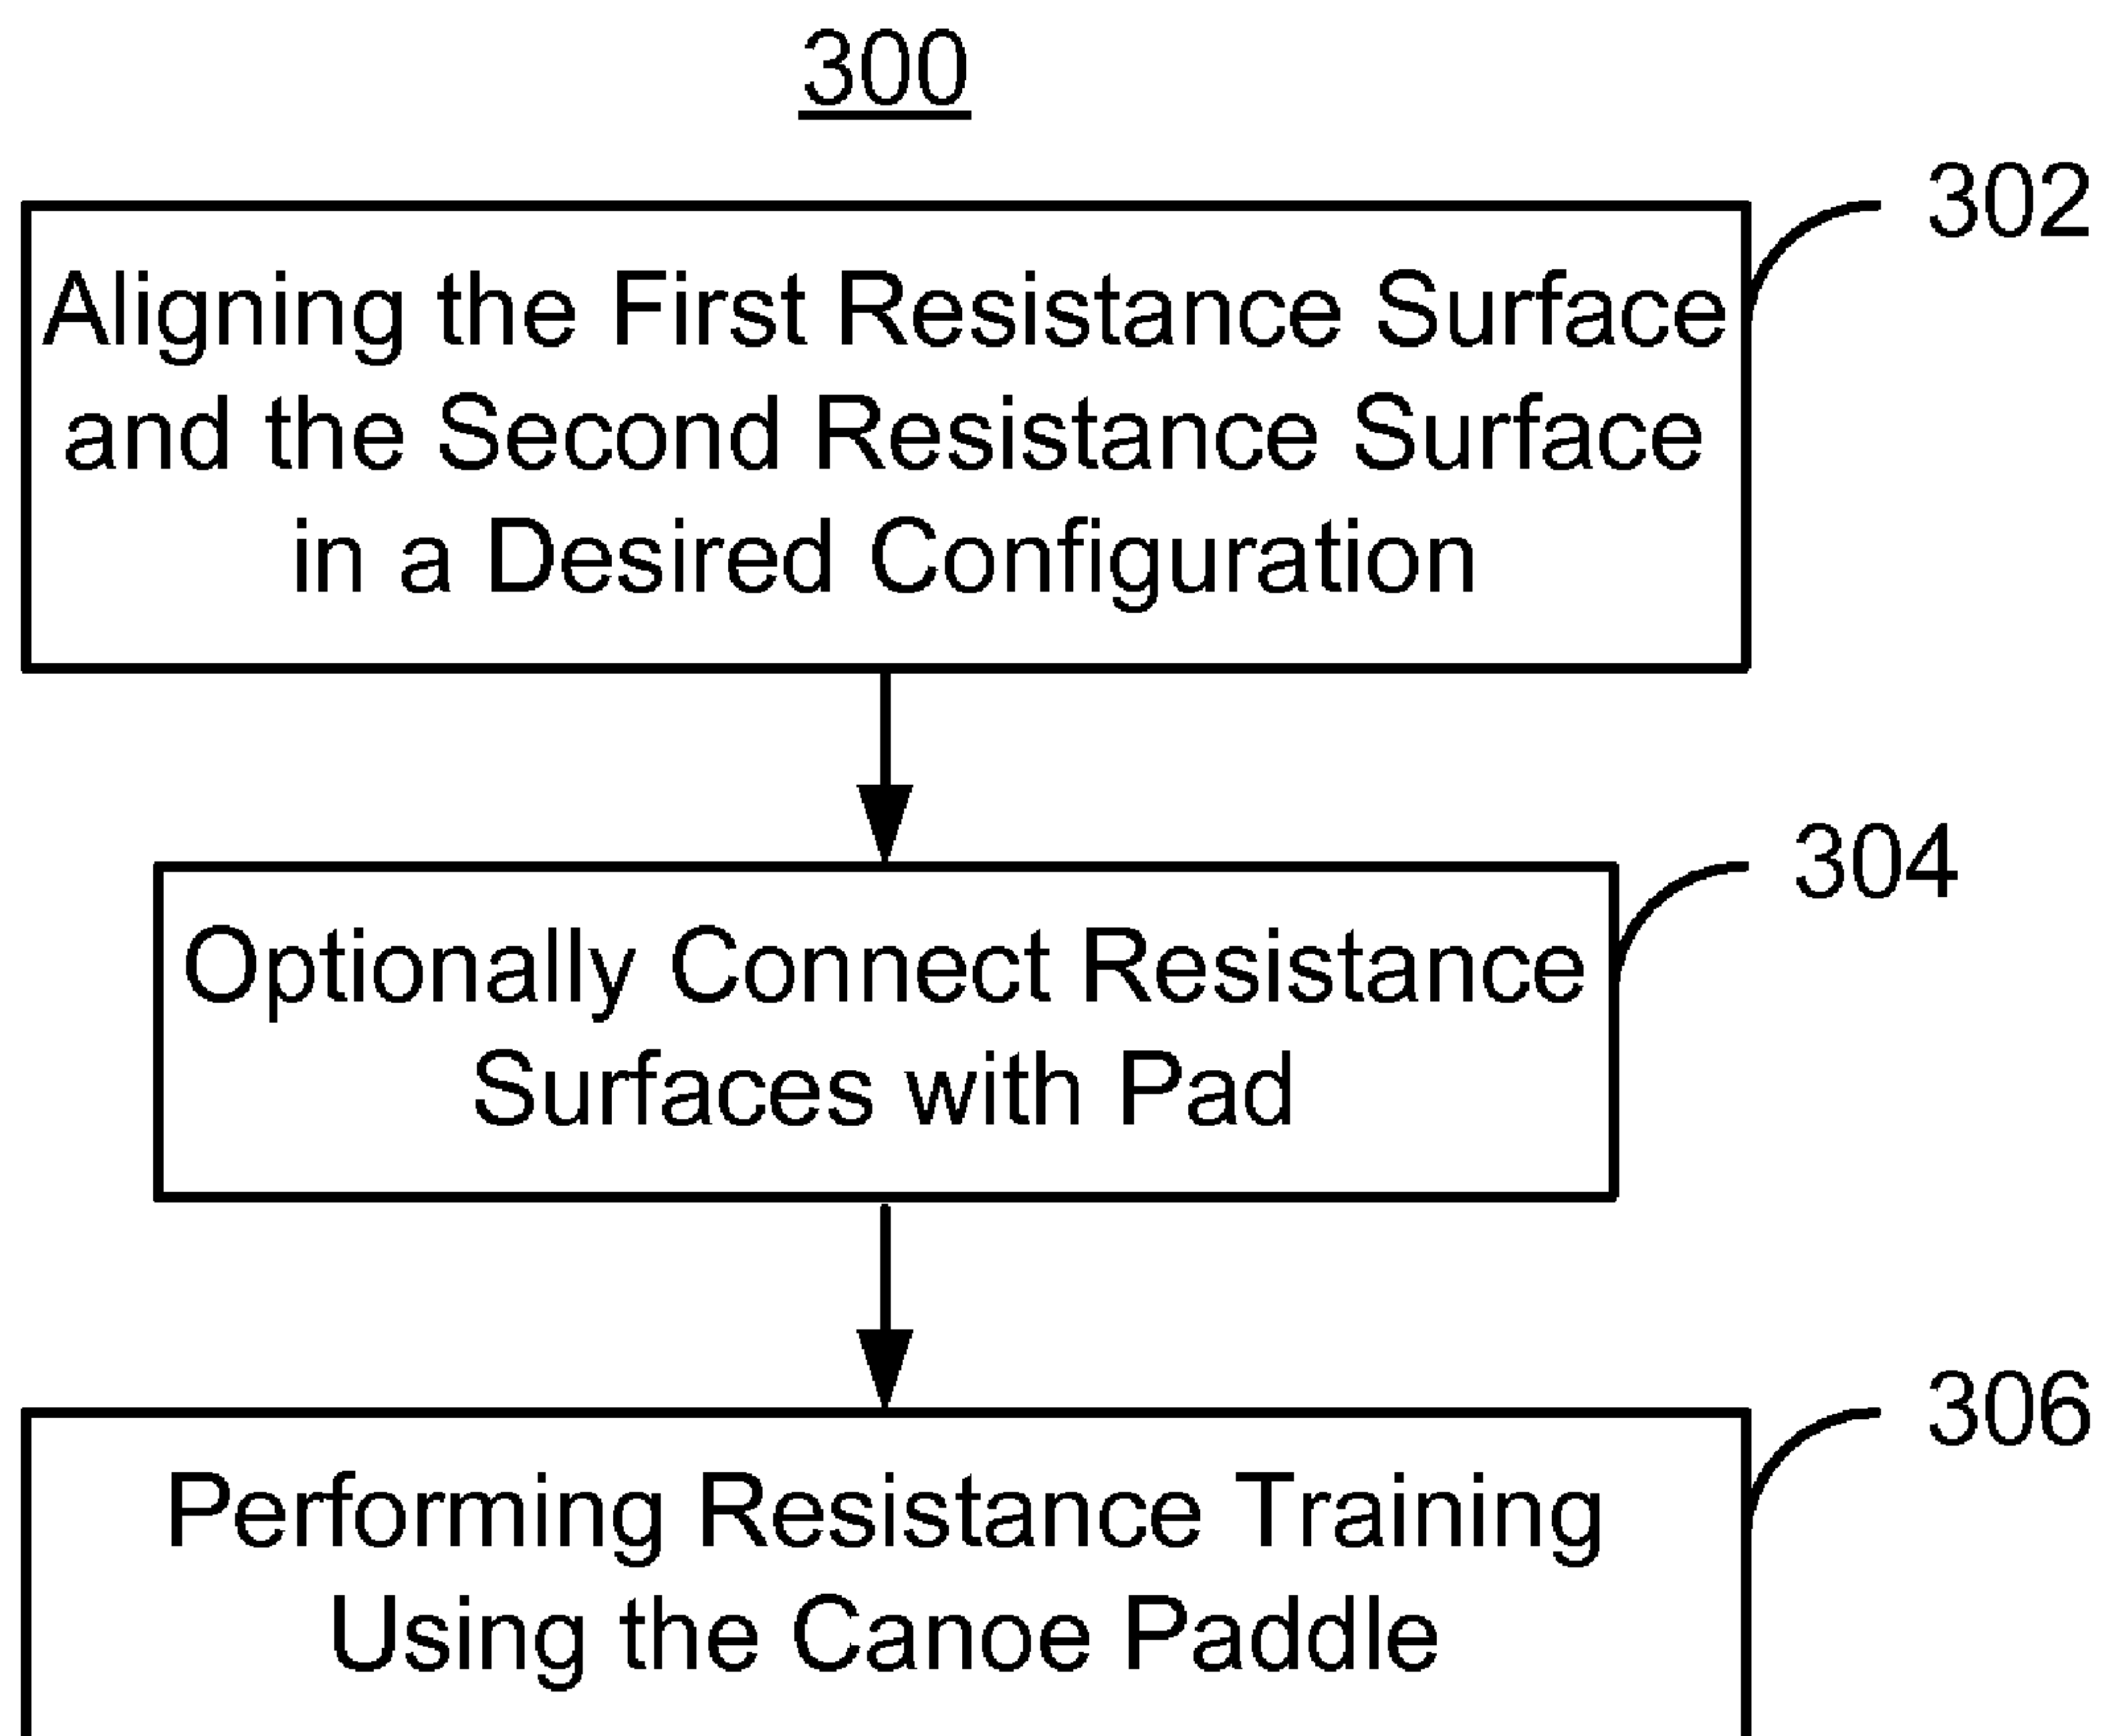 300
302
Aligning the First Resistance Surface
and the Second Resistance Surface
in a Desired Configuration
304
Optionally Connect Resistance
Surfaces with Pad
306
Performing Resistance Training
Using the Canoe Paddle